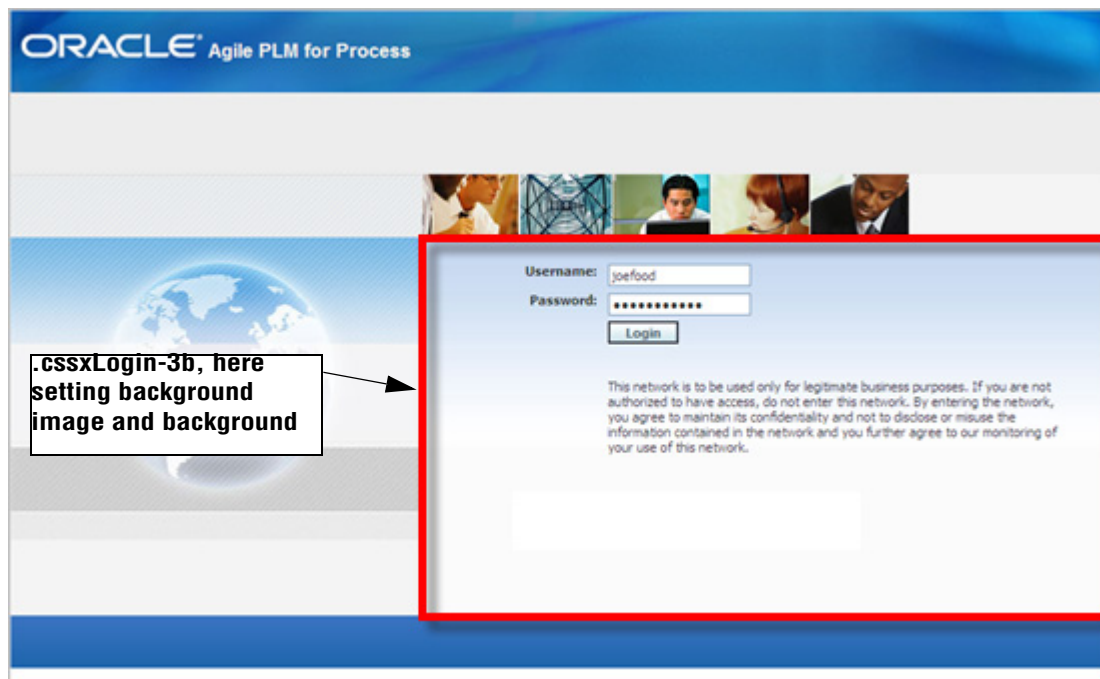 ORACLE® Agile PLM for Process
Username: joefood
Password: •••••••••••
Login
.cssxLogin-3b, here
setting background
image and background
This network is to be used only for legitimate business purposes. If you are not
authorized to have access, do not enter this network. By entering the network,
you agree to maintain its confidentiality and not to disclose or misuse the
information contained in the network and you further agree to our monitoring of
your use of this network.